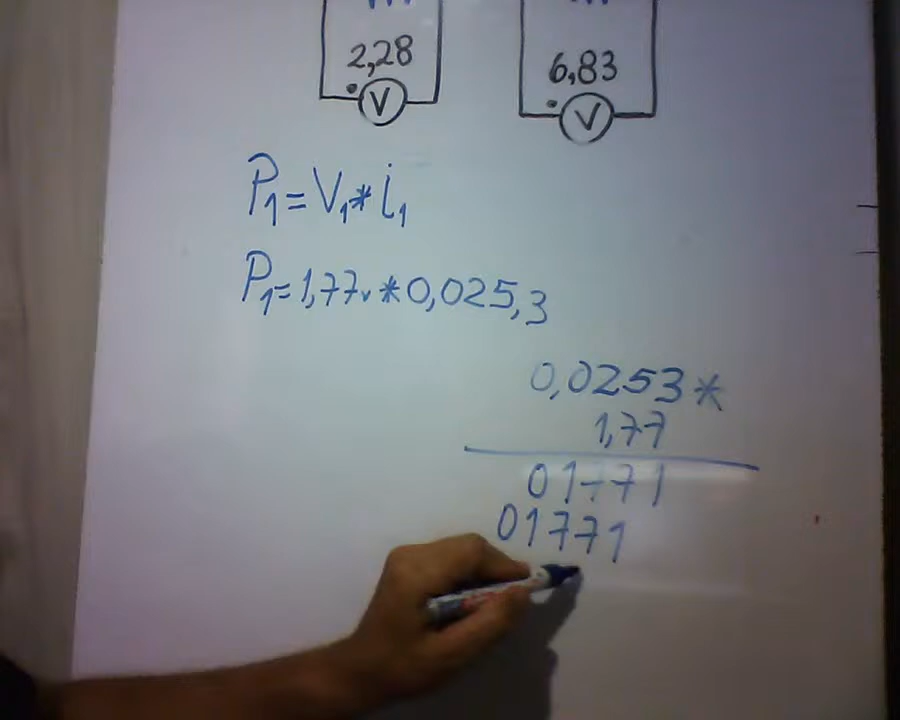 2,28
6,83
V
V
P1=V1*i1
P1=1,77v*0,025,3
0,0253*
1,77
01771
01771